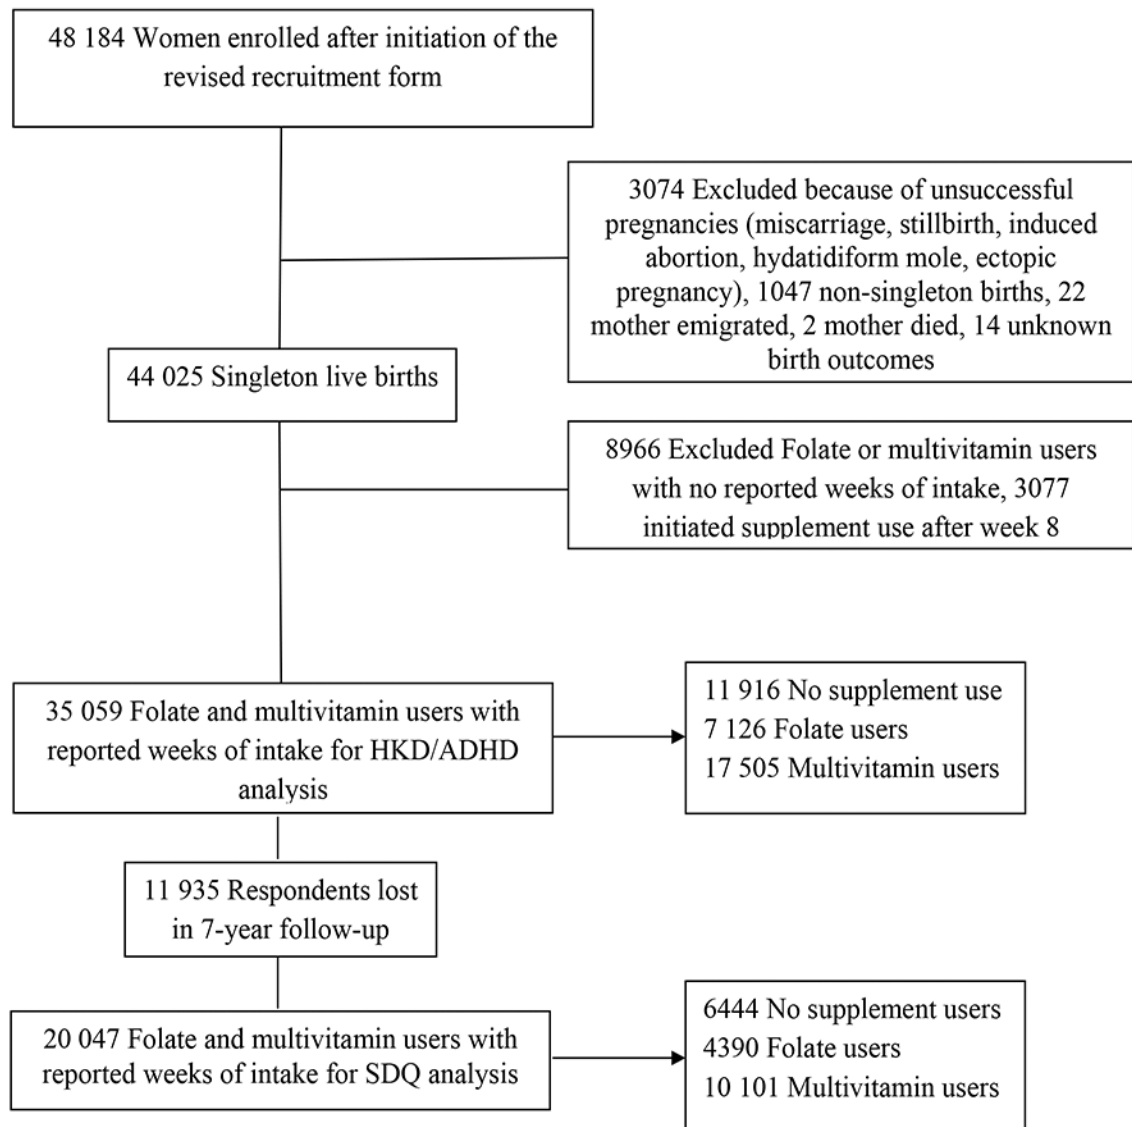 48 184 Women enrolled after initiation of the
revised recruitment form
3074 Excluded because of unsuccessful
pregnancies (miscarriage, stillbirth, induced
abortion, hydatidiform mole, ectopic
pregnancy), 1047 non-singleton births, 22
mother emigrated, 2 mother died, 14 unknown
birth outcomes
44 025 Singleton live births
8966 Excluded Folate or multivitamin users
with no reported weeks of intake, 3077
initiated supplement use after week 8
35 059 Folate and multivitamin users with
reported weeks of intake for HKD/ADHD
analysis
11 916 No supplement use
7 126 Folate users
17 505 Multivitamin users
11 935 Respondents lost
in 7-year follow-up
20 047 Folate and multivitamin users with
reported weeks of intake for SDQ analysis
6444 No supplement users
4390 Folate users
10 101 Multivitamin users